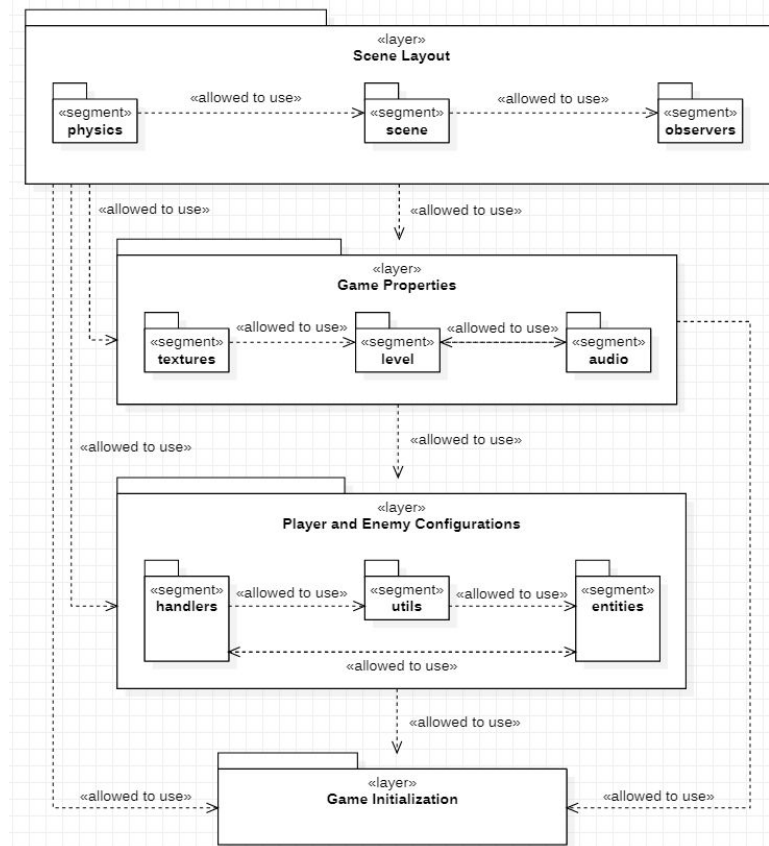 «layer»
Scene Layout
«allowed to use»
«allowed to use»
«segment»
physics
«segment»
scene
«segment»
observers
«allowed to use»
«allowed to use»
«layer»
Game Properties
«allowed to use»
«allowed to use»
«segment»
textures
«segment»
level
«segment»
audio
«allowed to use»
«allowed to use»
«layer»
Player and Enemy Configurations
«segment»
handlers
«allowed to use»
«segment»
utils
«allowed to use»
«segment»
entities
«allowed to use»
«allowed to use»
«layer»
Game Initialization
«allowed to use»
«allowed to use»